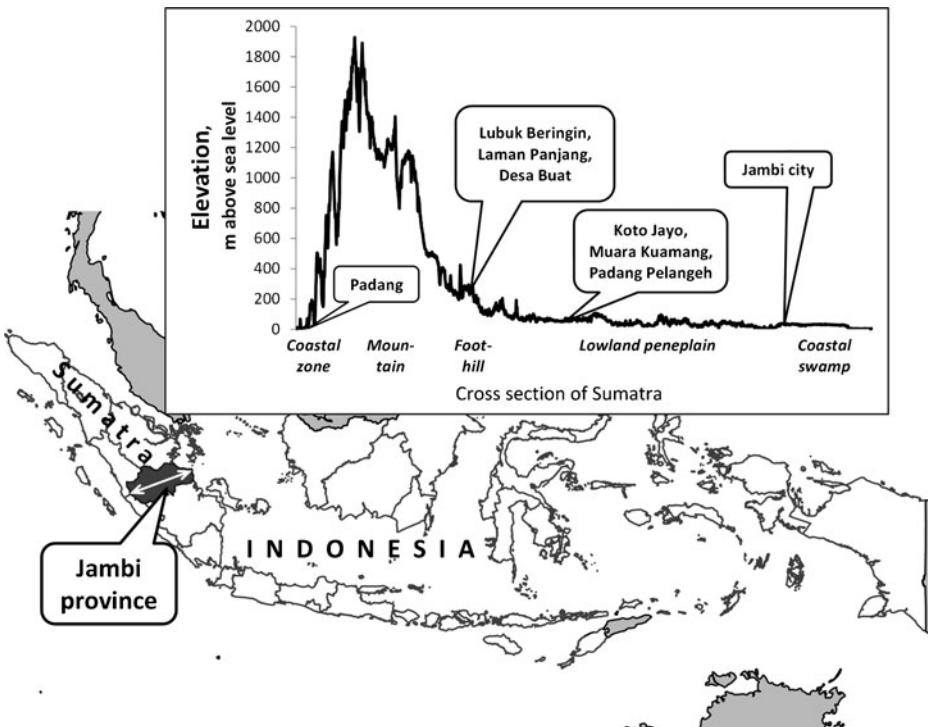 2000
1800
1600
1400
1200
1000
800
600
400
200
0
Elevation,
m above sea level
Lubuk Beringin,
Laman Panjang,
Desa Buat
Jambi city
Koto Jayo,
Muara Kuamang,
Padang Pelangeh
Padang
Coastal
zone
Moun-
tain
Foot-
hill
Lowland peneplain
Coastal
swamp
Cross section of Sumatra
Sumatra
INDONESIA
Jambi
province